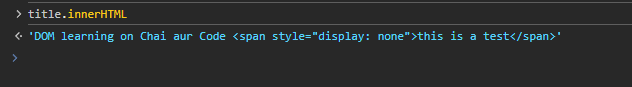 > title.innerHTML
<· 'DOM learning on Chai aur Code <span style="display: none">this is a test</span>'
>